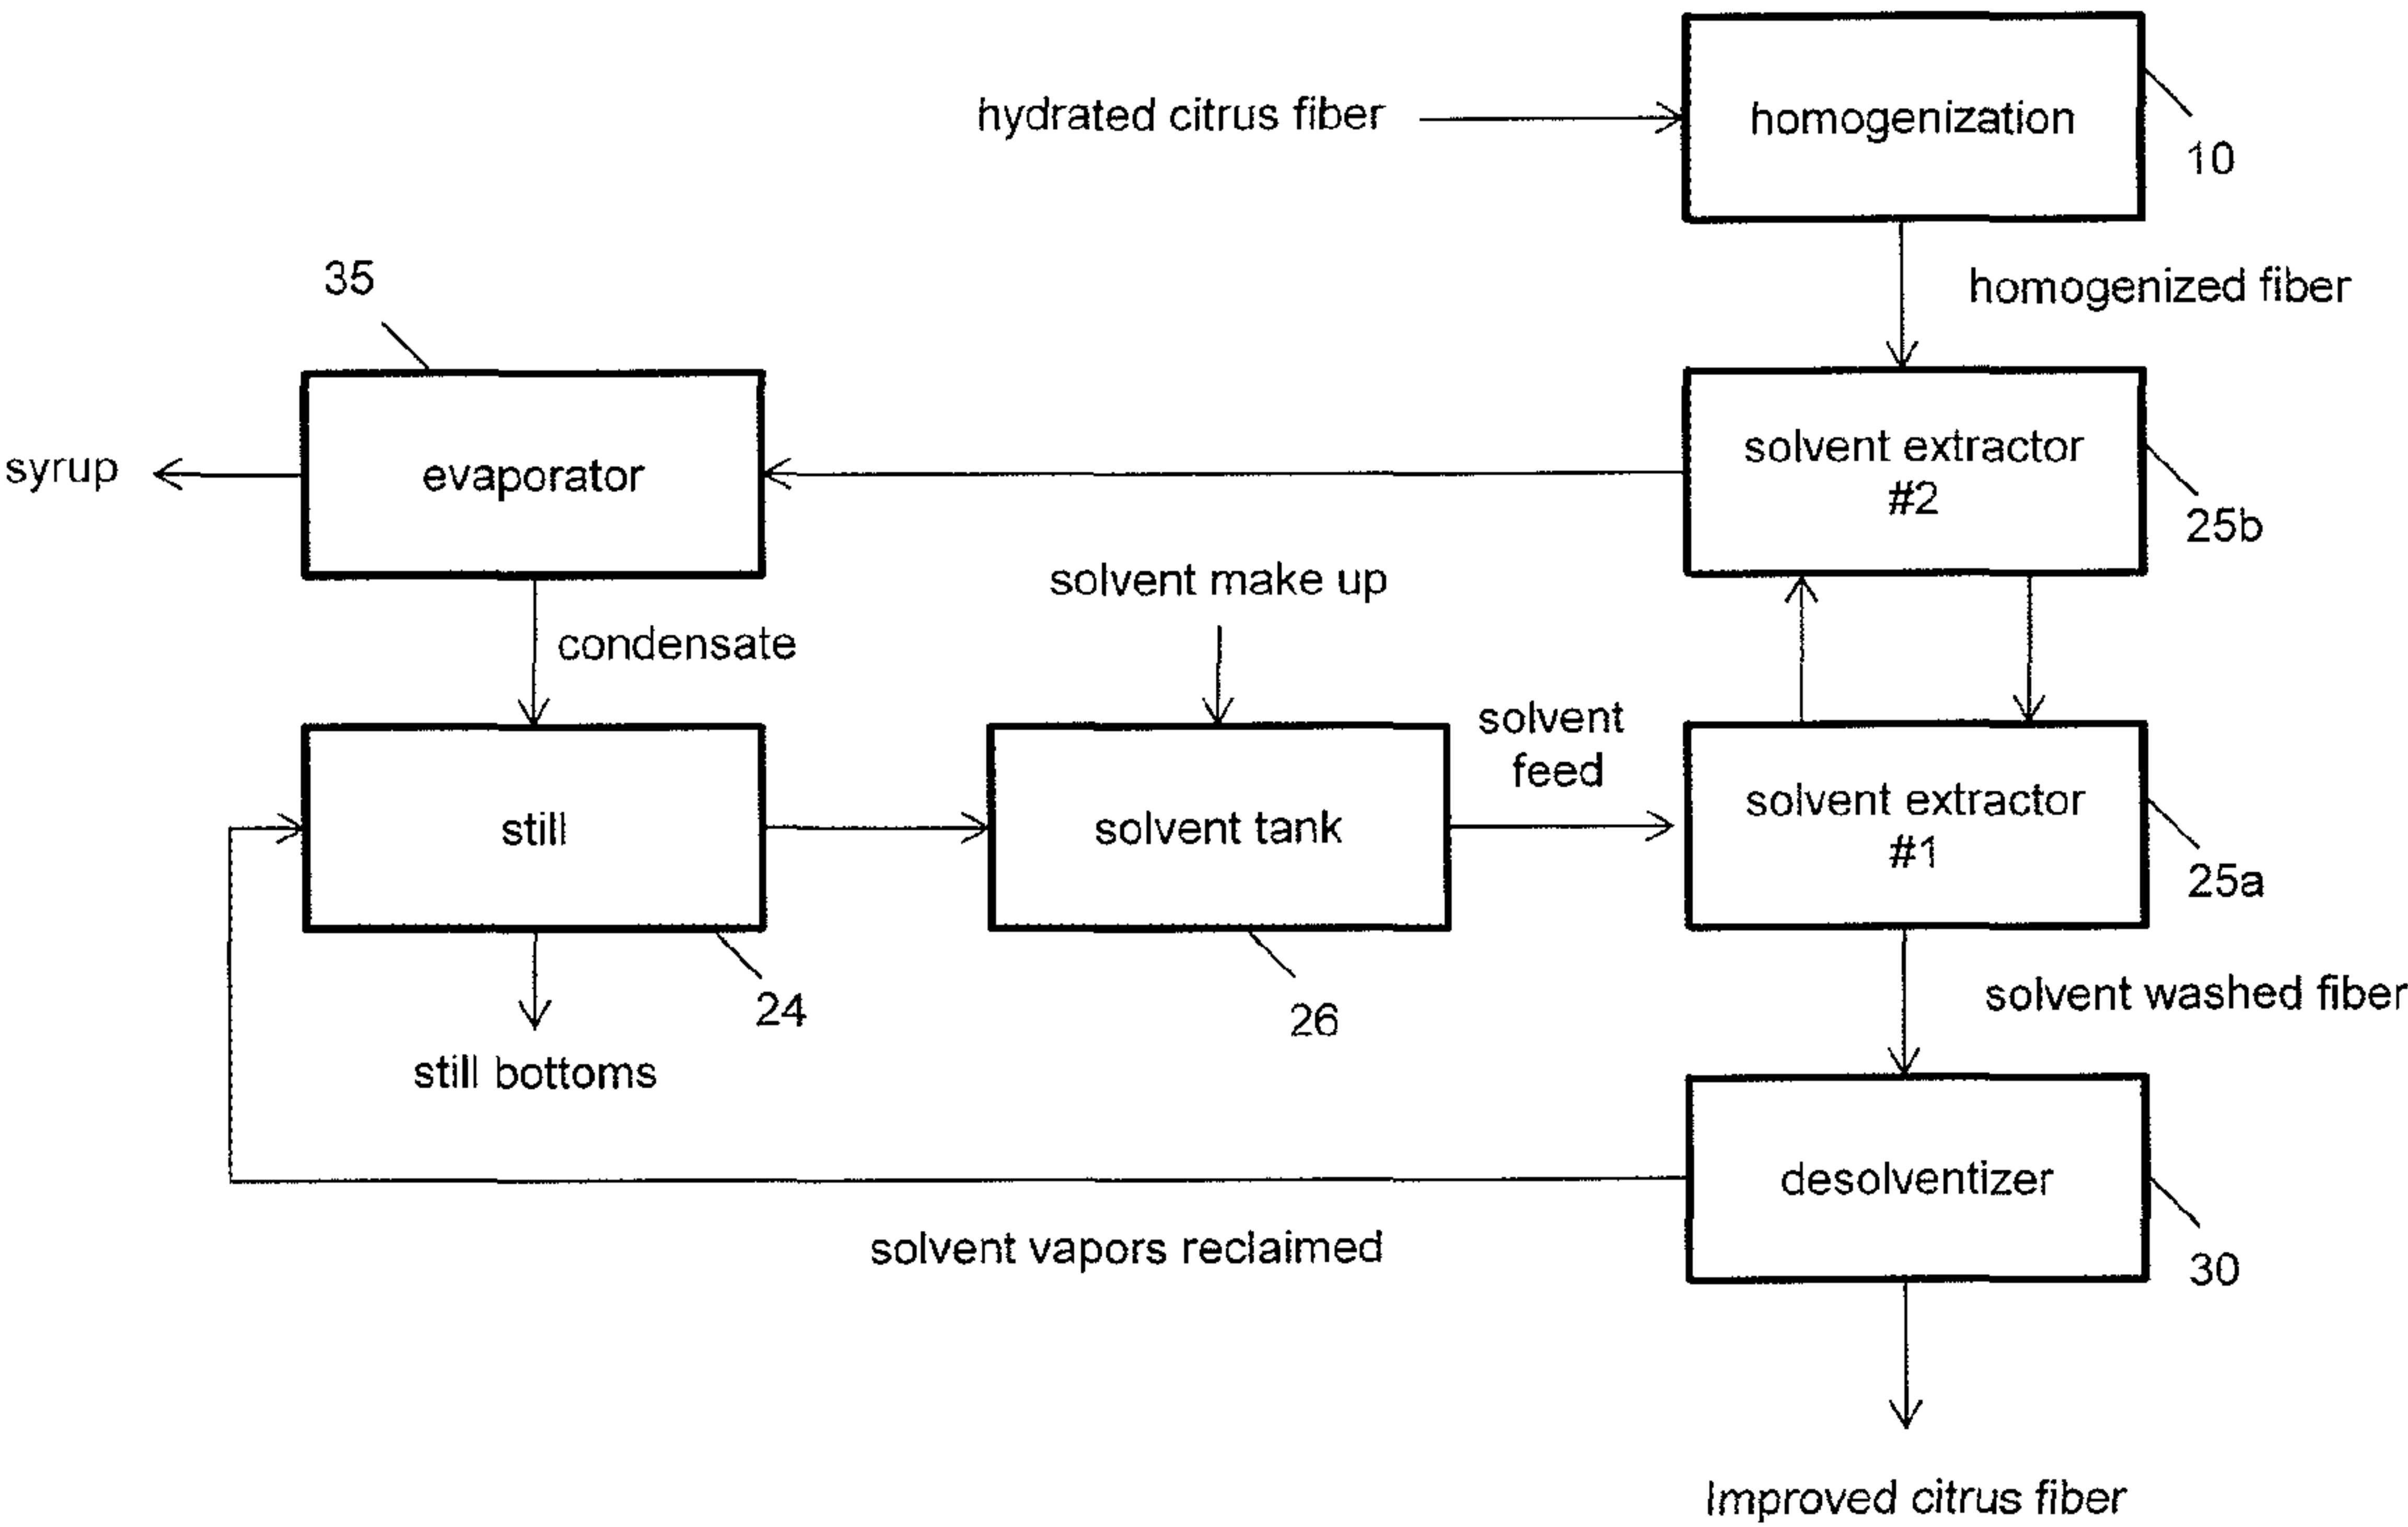 hydrated citrus fiber
homogenization
10
homogenized fiber
35
syrup
evaporator
solvent extractor
#2
25b
solvent make up
condensate
solvent
feed
still
solvent tank
solvent extractor
#1
25a
24
26
solvent washed fiber
still bottoms
desolventizer
solvent vapors reclaimed
30
Improved citrus fiber